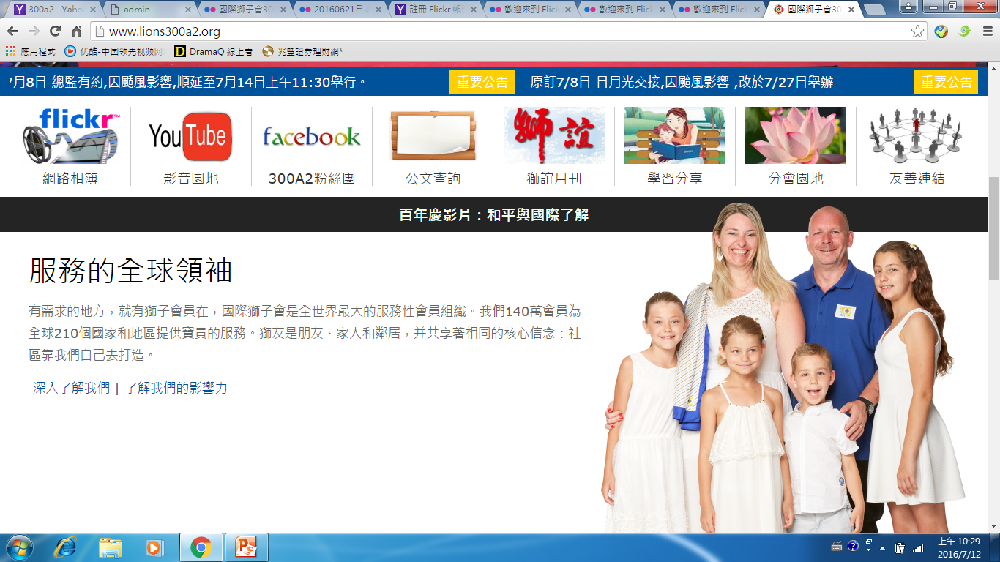 300a2 - Yaho
admin
國際獅子會30
20160621日本
註冊 Flickr 帳
歡迎來到 Flick
歡迎來到 Flick
歡迎來到 Flick
國際獅子會30
www.lions300a2.org
應用程式
优酷-中国领先视频网
DramaQ 線上看
兆豐證券理財網*
7月8日 總監有約,因颱風影響,順延至7月14日上午11:30舉行。
重要公告
原訂7/8日 日月光交接,因颱風影響 ,改於7/27日舉辦
重要公告
flickr™
YouTube
facebook
獅誼
網路相簿
影音園地
300A2粉絲團
公文查詢
獅誼月刊
學習分享
分會園地
友善連結
百年慶影片：和平與國際了解
服務的全球領袖
有需求的地方，就有獅子會員在，國際獅子會是全世界最大的服務性會員組織。我們140萬會員為
全球210個國家和地區提供寶貴的服務。獅友是朋友、家人和鄰居，并共享著相同的核心信念：社
區靠我們自己去打造。
深入了解我們 | 了解我們的影響力
上午 10:29
2016/7/12